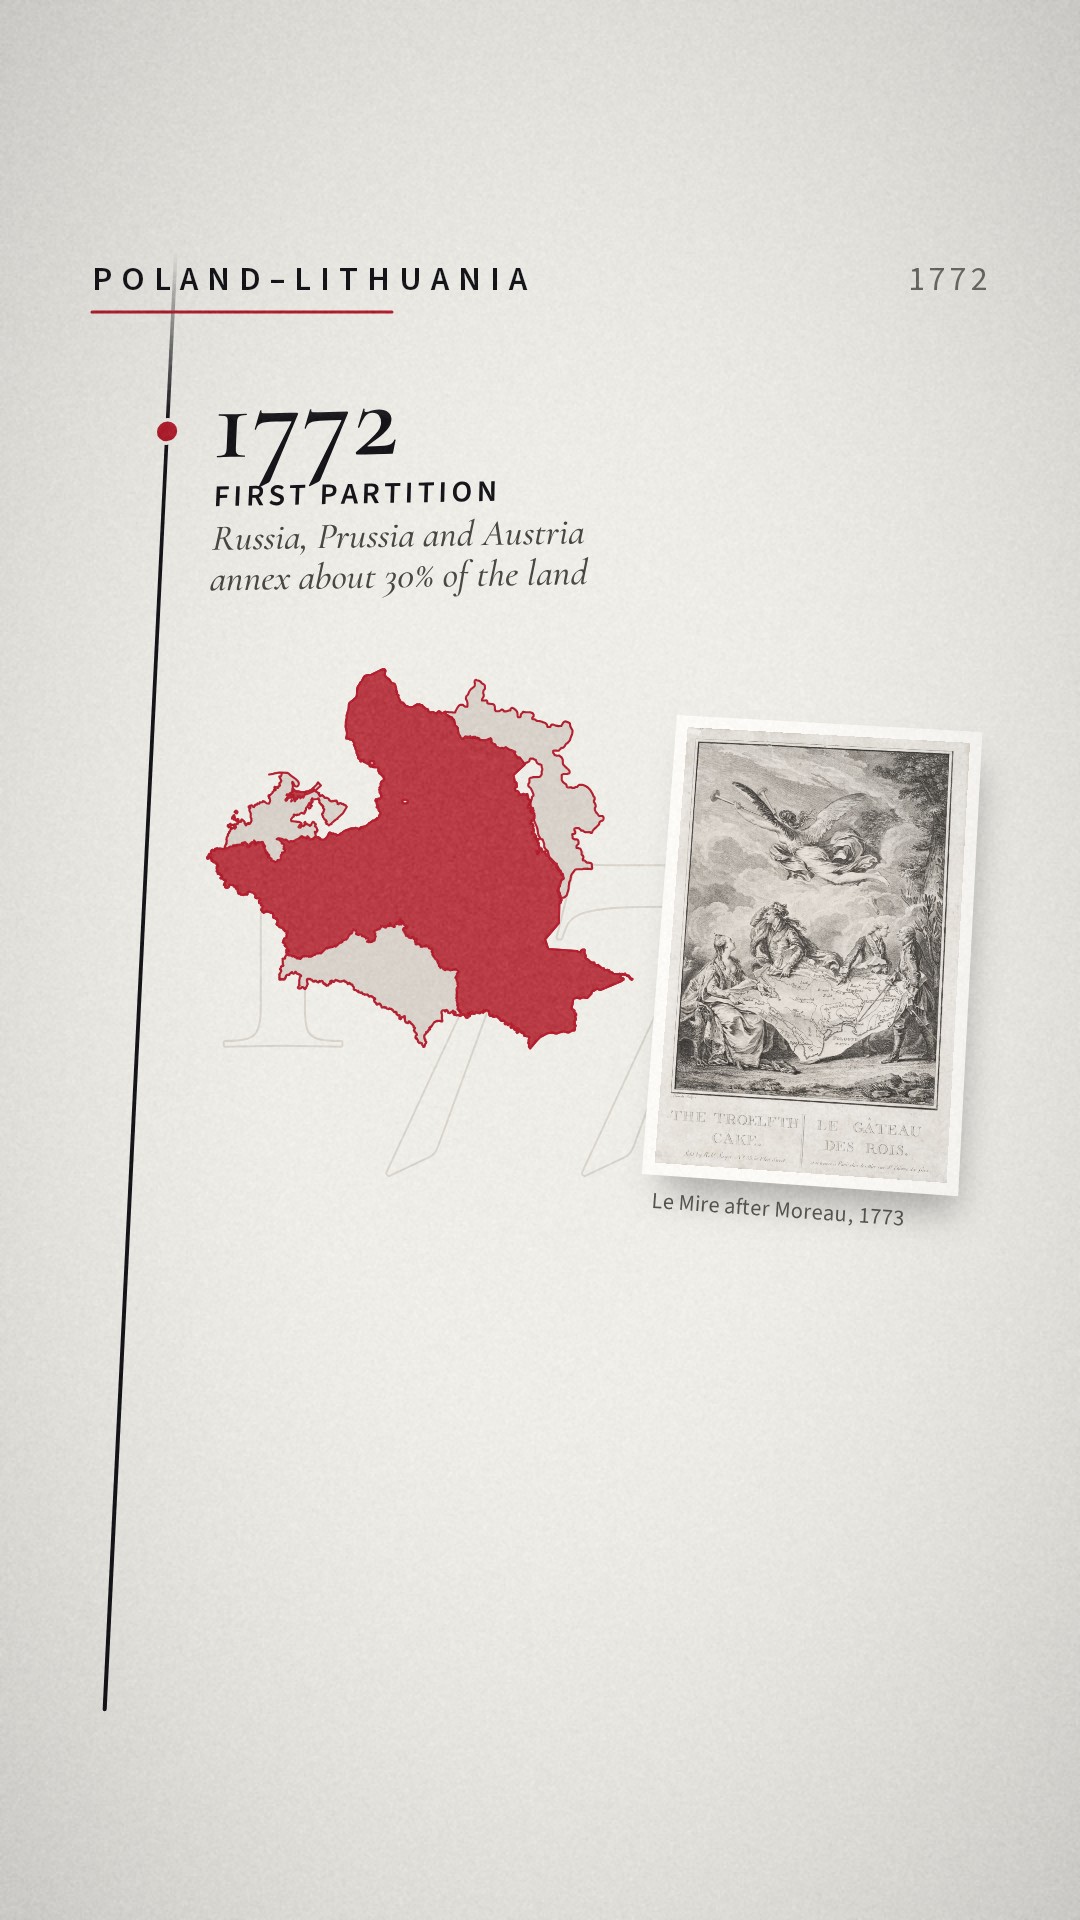 POLAND–LITHUANIA
1772
1772
FIRST PARTITION
Russia, Prussia and Austria
annex about 30% of the land
THE TROELFTH
CAKE.
LE GÂTEAU
DES ROIS.
Le Mire after Moreau, 1773